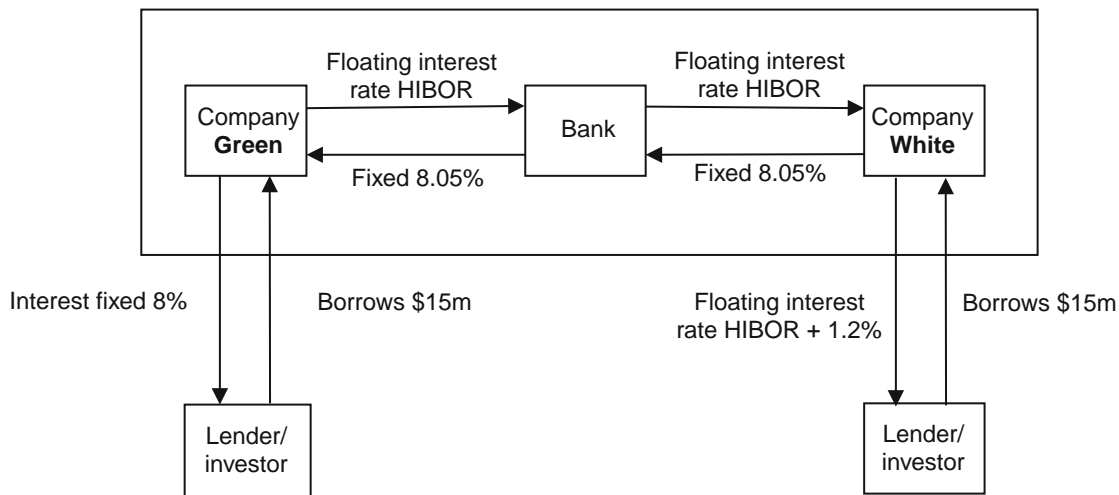 Floating interest
rate HIBOR
Floating interest
rate HIBOR
Company
Green
Bank
Company
White
Fixed 8.05%
Fixed 8.05%
Interest fixed 8%
Borrows $15m
Floating interest
rate HIBOR + 1.2%
Borrows $15m
Lender/
investor
Lender/
investor